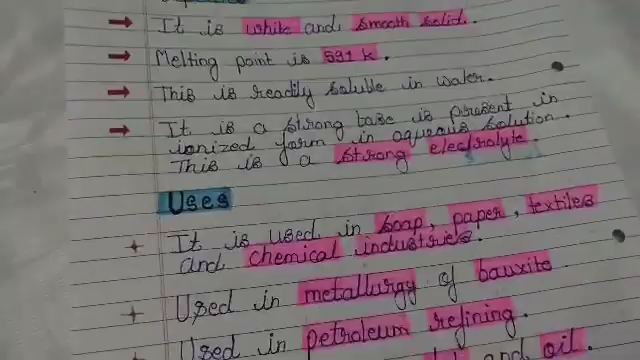 → It is white and smooth solid.
→ Melting point is 591 K.
→ This is readily soluble in water.
→ It is a strong base is present in
ionized form in aqueous solution.
This is a strong electrolyte
Uses
+ It is used in soap, paper, textiles
and chemical industries.
+ Used in metallurgy of bauxite
Used in petroleum refining.
and oil.